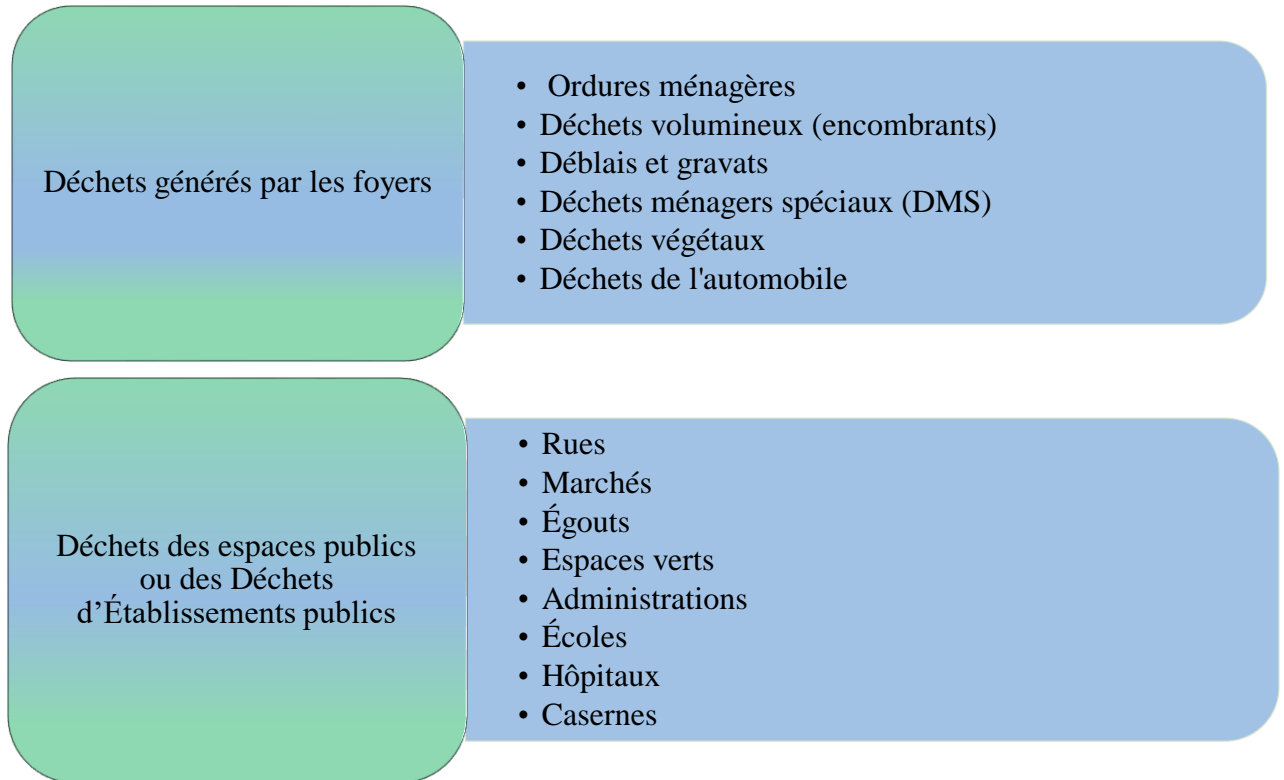 Déchets générés par les foyers
• Ordures ménagères
• Déchets volumineux (encombrants)
• Déblais et gravats
• Déchets ménagers spéciaux (DMS)
• Déchets végétaux
• Déchets de l'automobile
Déchets des espaces publics
ou des Déchets
d’Établissements publics
• Rues
• Marchés
• Égouts
• Espaces verts
• Administrations
• Écoles
• Hôpitaux
• Casernes